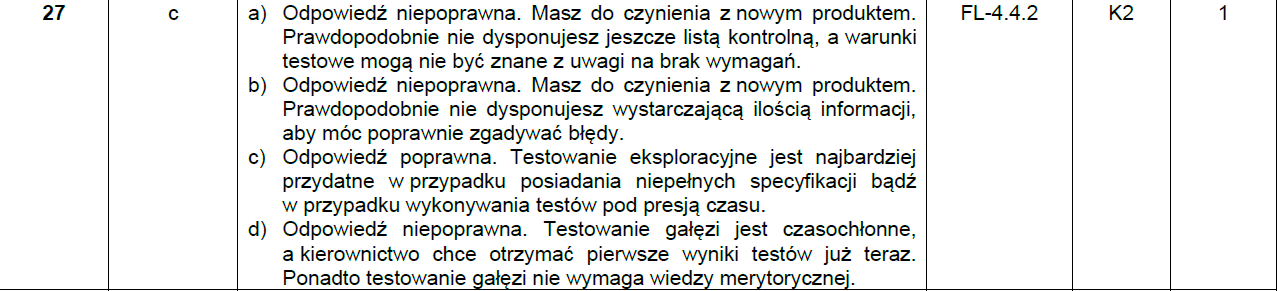 27 c a) Odpowiedź niepoprawna. Masz do czynienia z nowym produktem. FL-4.4.2 K2 1
Prawdopodobnie nie dysponujesz jeszcze listą kontrolną, a warunki
testowe mogą nie być znane z uwagi na brak wymagań.
b) Odpowiedź niepoprawna. Masz do czynienia z nowym produktem.
Prawdopodobnie nie dysponujesz wystarczającą ilością informacji,
aby móc poprawnie zgadywać błędy.
c) Odpowiedź poprawna. Testowanie eksploracyjne jest najbardziej
przydatne w przypadku posiadania niepełnych specyfikacji bądź
w przypadku wykonywania testów pod presją czasu.
d) Odpowiedź niepoprawna. Testowanie gałęzi jest czasochłonne,
a kierownictwo chce otrzymać pierwsze wyniki testów już teraz.
Ponadto testowanie gałęzi nie wymaga wiedzy merytorycznej.